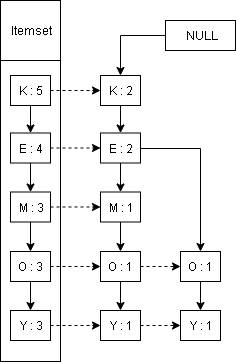 Itemset
NULL
K : 5
K : 2
E : 4
E : 2
M : 3
M : 1
O : 3
O : 1
O : 1
Y : 3
Y : 1
Y : 1